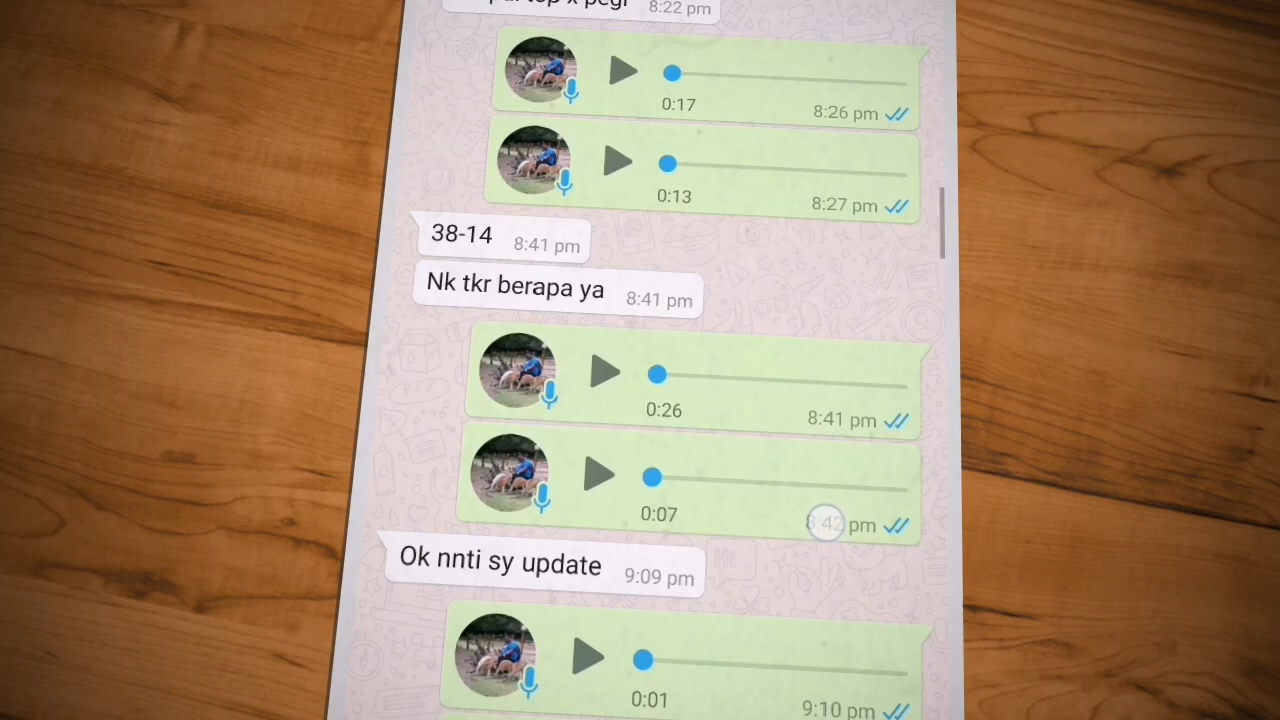 8:22 pm
0:17 8:26 pm
0:13 8:27 pm
38-14 8:41 pm
Nk tkr berapa ya 8:41 pm
0:26 8:41 pm
0:07 8:42 pm
Ok nnti sy update 9:09 pm
0:01 9:10 pm